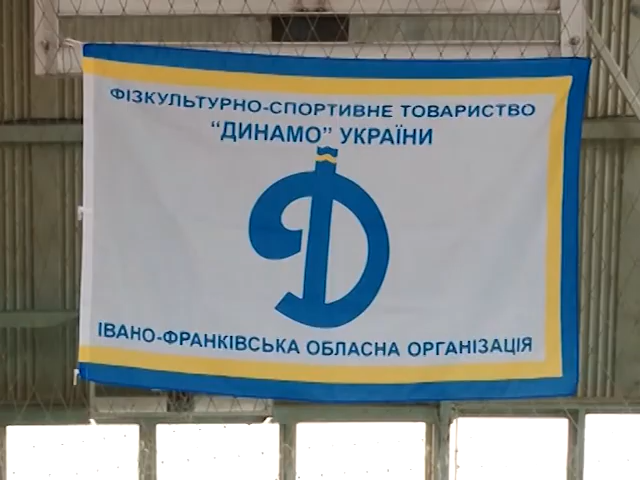 ФІЗКУЛЬТУРНО-СПОРТИВНЕ ТОВАРИСТВО
“ДИНАМО” УКРАЇНИ
Д
ІВАНО-ФРАНКІВСЬКА ОБЛАСНА ОРГАНІЗАЦІЯ